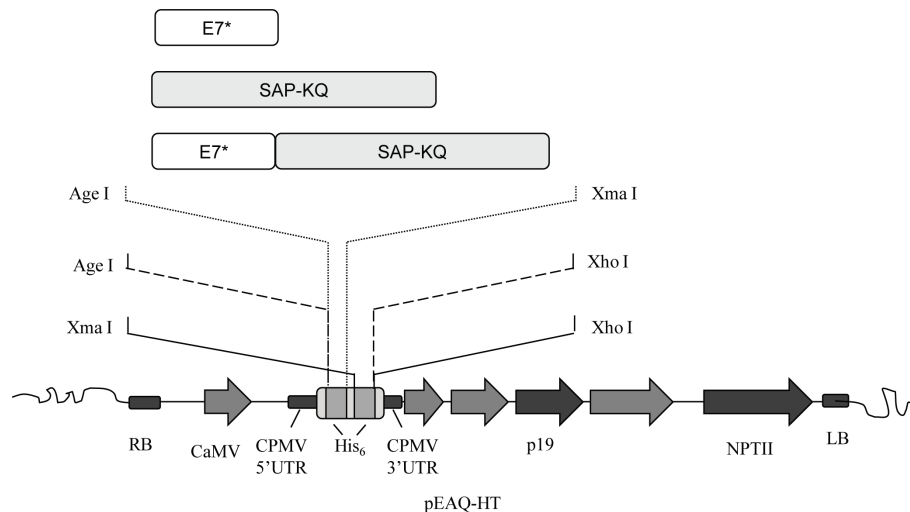 E7*
SAP-KQ
E7* SAP-KQ
Age I Xma I
Age I Xho I
Xma I Xho I
RB CaMV CPMV 5’UTR His₆ CPMV 3’UTR p19 NPTII LB
pEAQ-HT